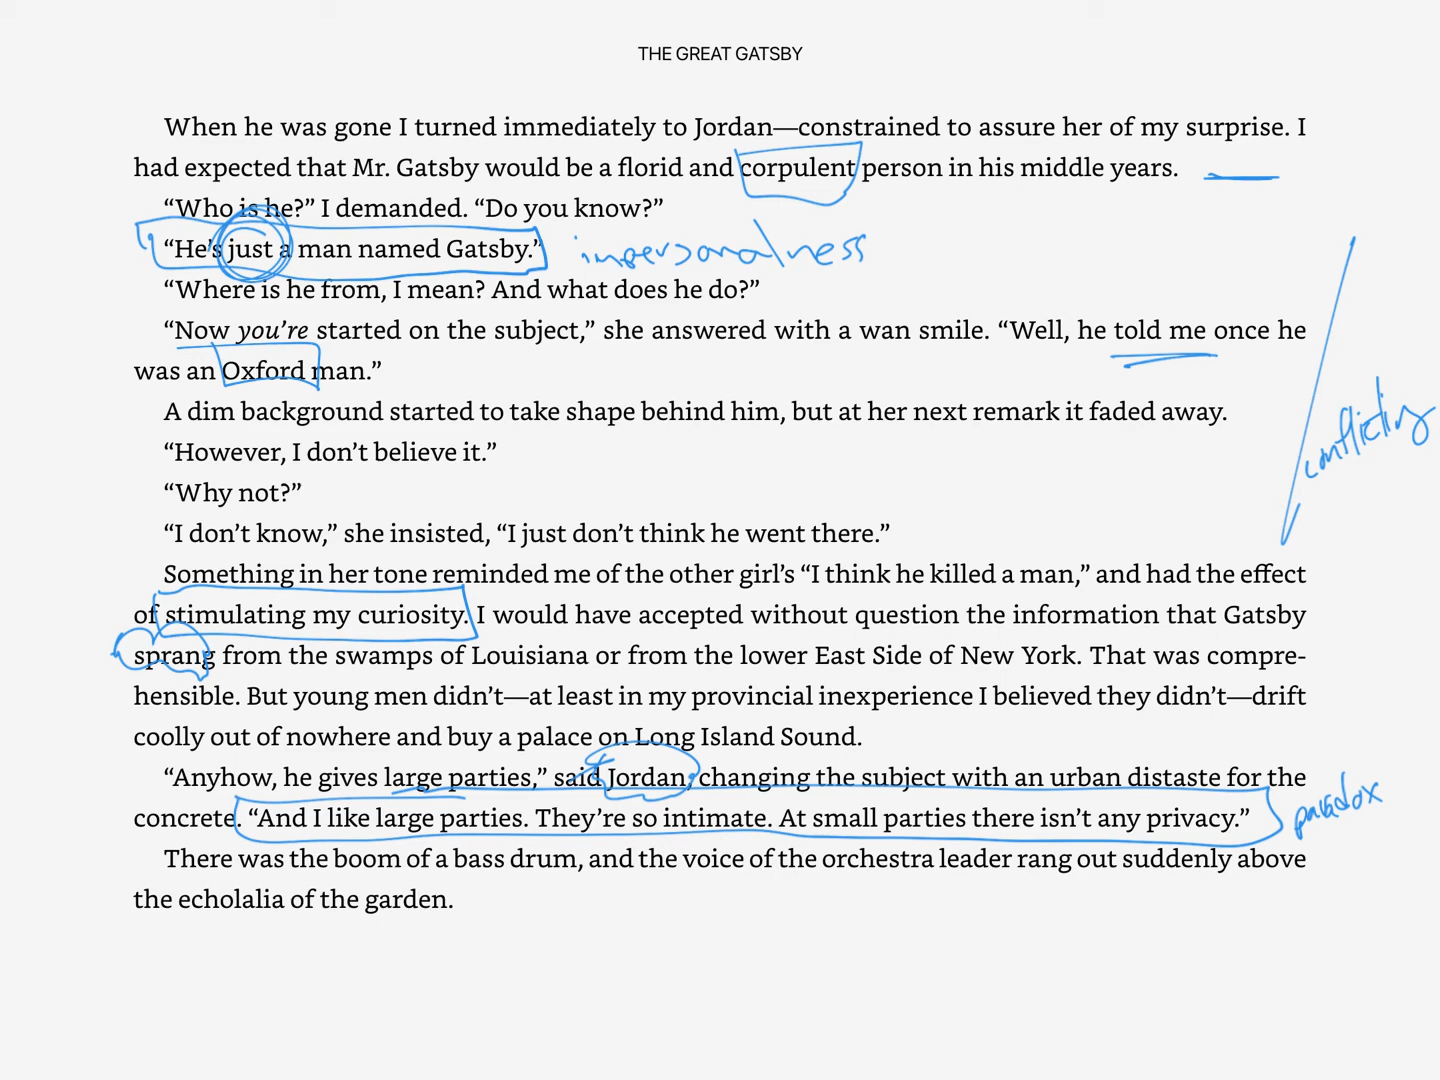 THE GREAT GATSBY
When he was gone I turned immediately to Jordan—constrained to assure her of my surprise. I
had expected that Mr. Gatsby would be a florid and corpulent person in his middle years.
“Who is he?” I demanded. “Do you know?”
“He’s just a man named Gatsby.” impersonalness
“Where is he from, I mean? And what does he do?”
“Now you’re started on the subject,” she answered with a wan smile. “Well, he told me once he
was an Oxford man.”
A dim background started to take shape behind him, but at her next remark it faded away.
conflicting
“However, I don’t believe it.”
“Why not?”
“I don’t know,” she insisted, “I just don’t think he went there.”
Something in her tone reminded me of the other girl’s “I think he killed a man,” and had the effect
of stimulating my curiosity. I would have accepted without question the information that Gatsby
sprang from the swamps of Louisiana or from the lower East Side of New York. That was compre-
hensible. But young men didn’t—at least in my provincial inexperience I believed they didn’t—drift
coolly out of nowhere and buy a palace on Long Island Sound.
“Anyhow, he gives large parties,” said Jordan, changing the subject with an urban distaste for the
concrete. “And I like large parties. They’re so intimate. At small parties there isn’t any privacy.” paradox
There was the boom of a bass drum, and the voice of the orchestra leader rang out suddenly above
the echolalia of the garden.